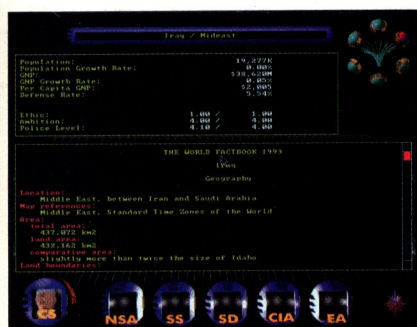 Iraq / Mideast
Population: 19,277K
Population Growth Rate: 0.00%
GNP: $38,620M
GNP Growth Rate: 0.05%
Per Capita GNP: $2,005
Defense Rate: 5.54%
Ethic: 1.00 / 1.00
Ambition: 4.00 / 4.00
Police Level: 4.10 / 4.00
THE WORLD FACTBOOK 1993
Iraq
Geography
Location:
Middle East, between Iran and Saudi Arabia
Map references:
Middle East, Standard Time Zones of the World
Area:
total area:
437,072 km2
land area:
432,162 km2
comparative area:
slightly more than twice the size of Idaho
Land boundaries:
CS NSA SS SD CIA EA